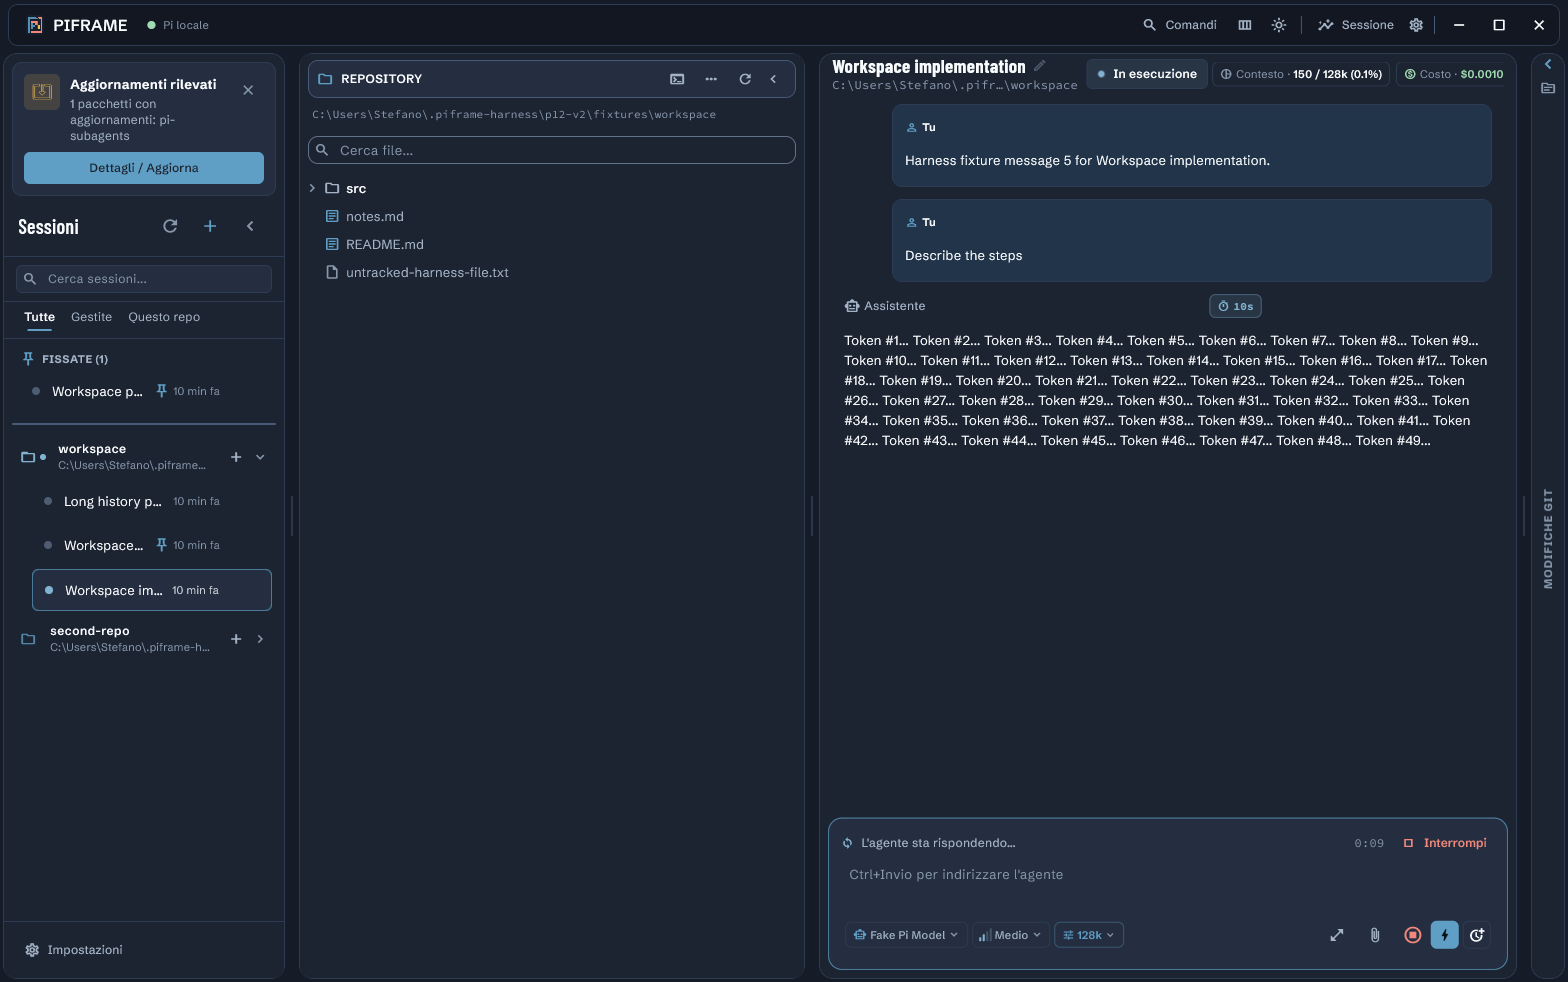 PIFRAME
Pi locale
Comandi
Sessione
Aggiornamenti rilevati
1 pacchetti con
aggiornamenti: pi-
subagents
Dettagli / Aggiorna
Sessioni
Cerca sessioni...
Tutte
Gestite
Questo repo
FISSATE (1)
Workspace p... 10 min fa
workspace
C:\Users\Stefano\.piframe...
Long history p... 10 min fa
Workspace... 10 min fa
Workspace im... 10 min fa
second-repo
C:\Users\Stefano\.piframe-h...
Impostazioni
REPOSITORY
C:\Users\Stefano\.piframe-harness\p12-v2\fixtures\workspace
Cerca file...
src
notes.md
README.md
untracked-harness-file.txt
Workspace implementation
C:\Users\Stefano\.pifr…\workspace
In esecuzione
Contesto · 150 / 128k (0.1%)
Costo · $0.0010
Tu
Harness fixture message 5 for Workspace implementation.
Tu
Describe the steps
Assistente
10s
Token #1... Token #2... Token #3... Token #4... Token #5... Token #6... Token #7... Token #8... Token #9...
Token #10... Token #11... Token #12... Token #13... Token #14... Token #15... Token #16... Token #17... Token
#18... Token #19... Token #20... Token #21... Token #22... Token #23... Token #24... Token #25... Token
#26... Token #27... Token #28... Token #29... Token #30... Token #31... Token #32... Token #33... Token
#34... Token #35... Token #36... Token #37... Token #38... Token #39... Token #40... Token #41... Token
#42... Token #43... Token #44... Token #45... Token #46... Token #47... Token #48... Token #49...
L'agente sta rispondendo...
0:09
Interrompi
Ctrl+Invio per indirizzare l'agente
Fake Pi Model
Medio
128k
MODIFICHE GIT